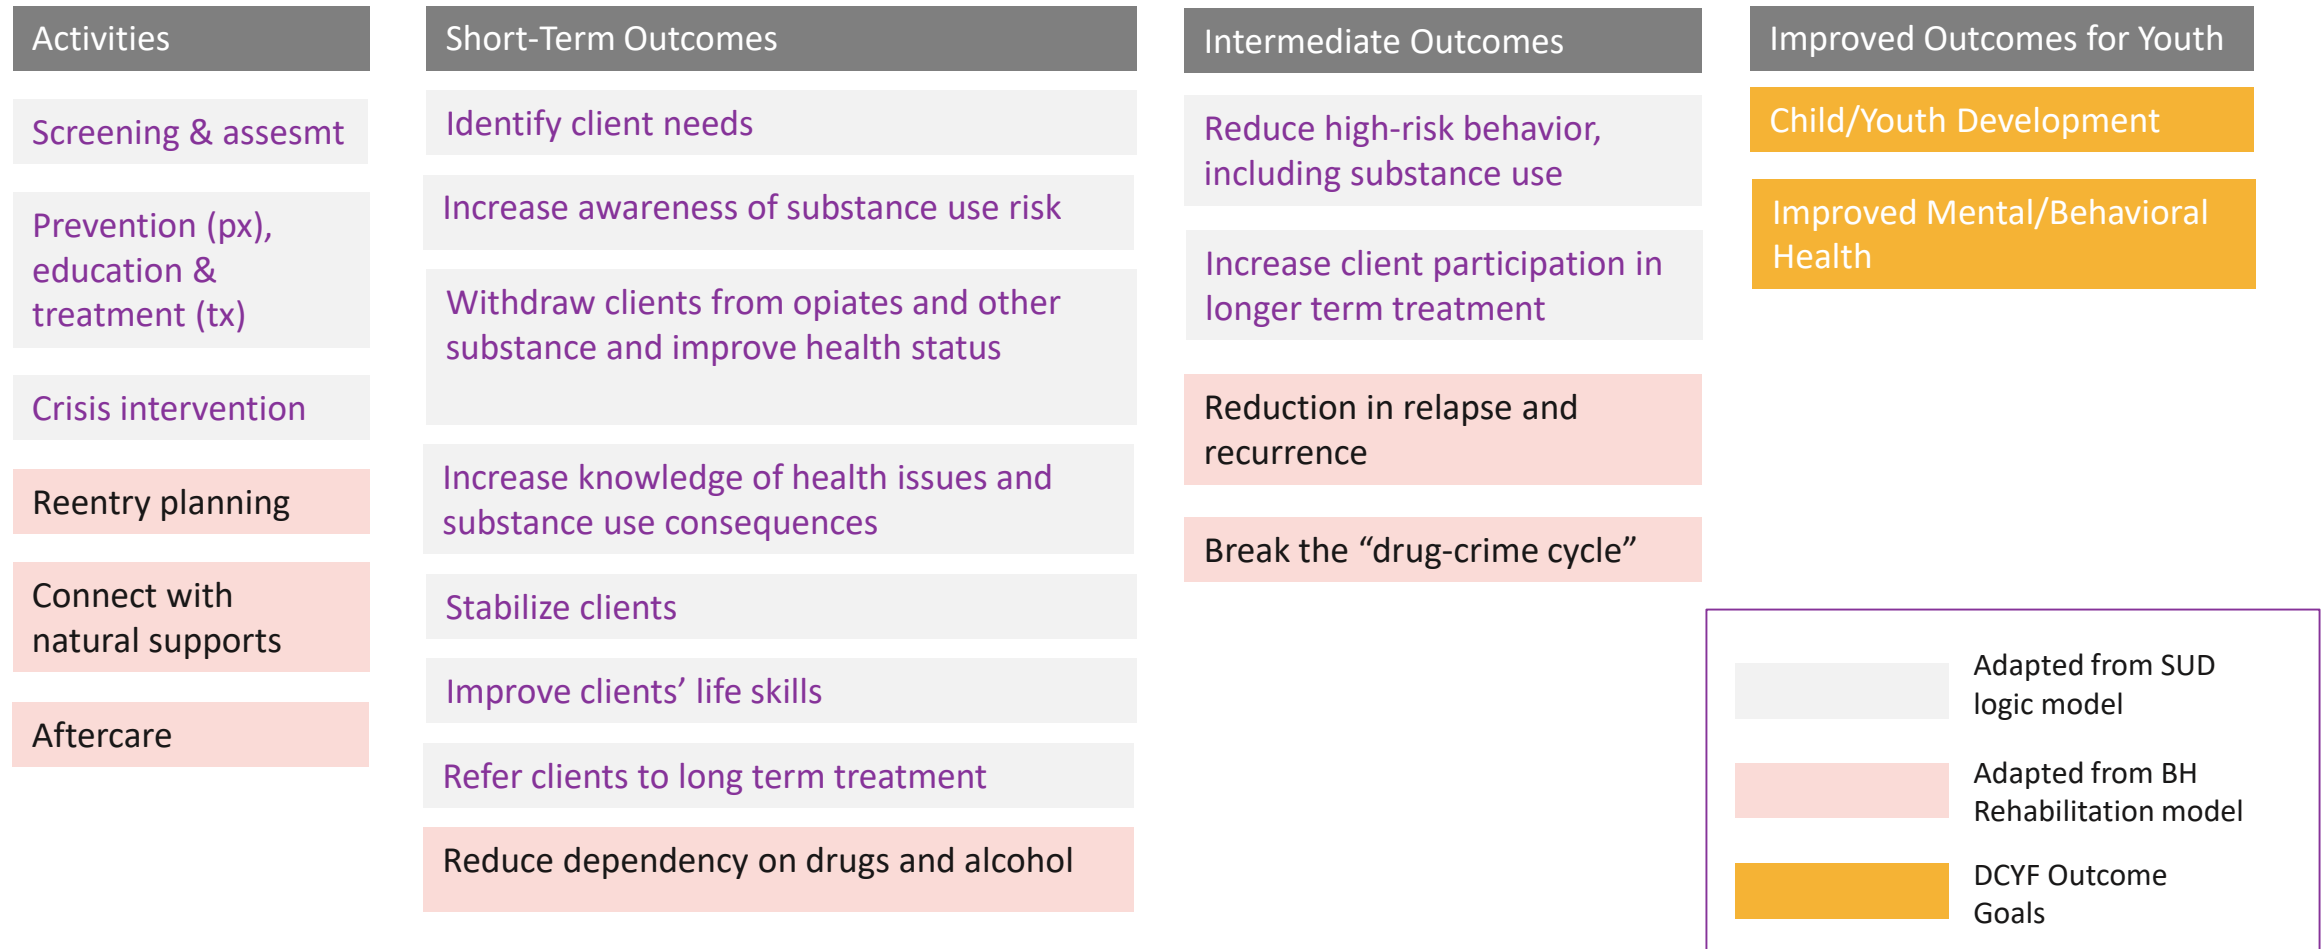 Activities
Screening & assesmt
Prevention (px),
education &
treatment (tx)
Crisis intervention
Reentry planning
Connect with
natural supports
Aftercare
Short-Term Outcomes
Identify client needs
Increase awareness of substance use risk
Withdraw clients from opiates and other
substance and improve health status
Increase knowledge of health issues and
substance use consequences
Stabilize clients
Improve clients’ life skills
Refer clients to long term treatment
Reduce dependency on drugs and alcohol
Intermediate Outcomes
Reduce high-risk behavior,
including substance use
Increase client participation in
longer term treatment
Reduction in relapse and
recurrence
Break the “drug-crime cycle”
Improved Outcomes for Youth
Child/Youth Development
Improved Mental/Behavioral
Health
Adapted from SUD
logic model
Adapted from BH
Rehabilitation model
DCYF Outcome
Goals